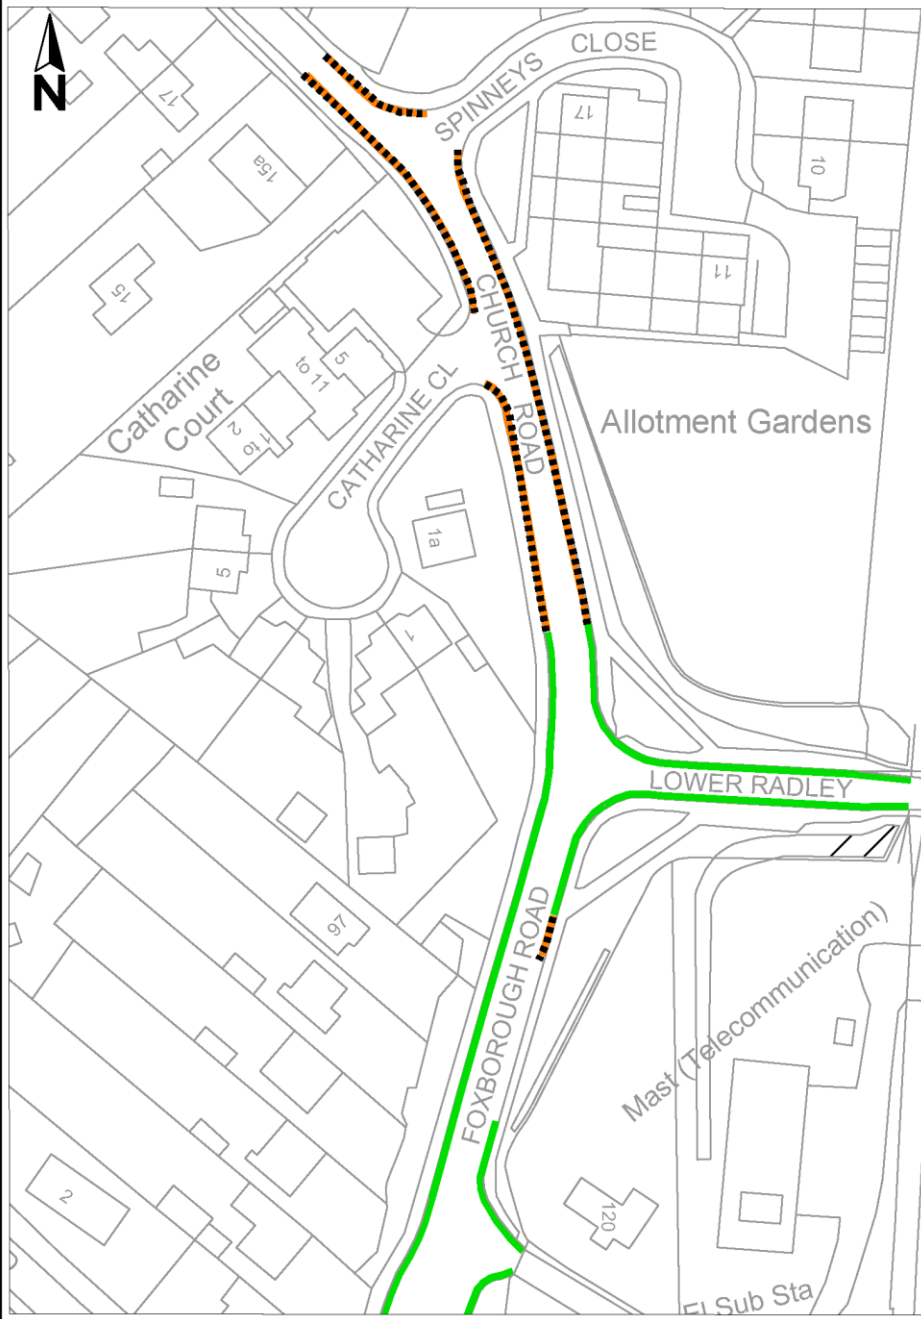 N
17
SPINNEYS CLOSE
17
10
15a
15
11
CHURCH ROAD
5
to 11
Catharine
Court
1 to 2
CATHARINE CL
Allotment Gardens
1a
5
1
LOWER RADLEY
97
FOXBOROUGH ROAD
Mast (Telecommunication)
2
120
El Sub Sta